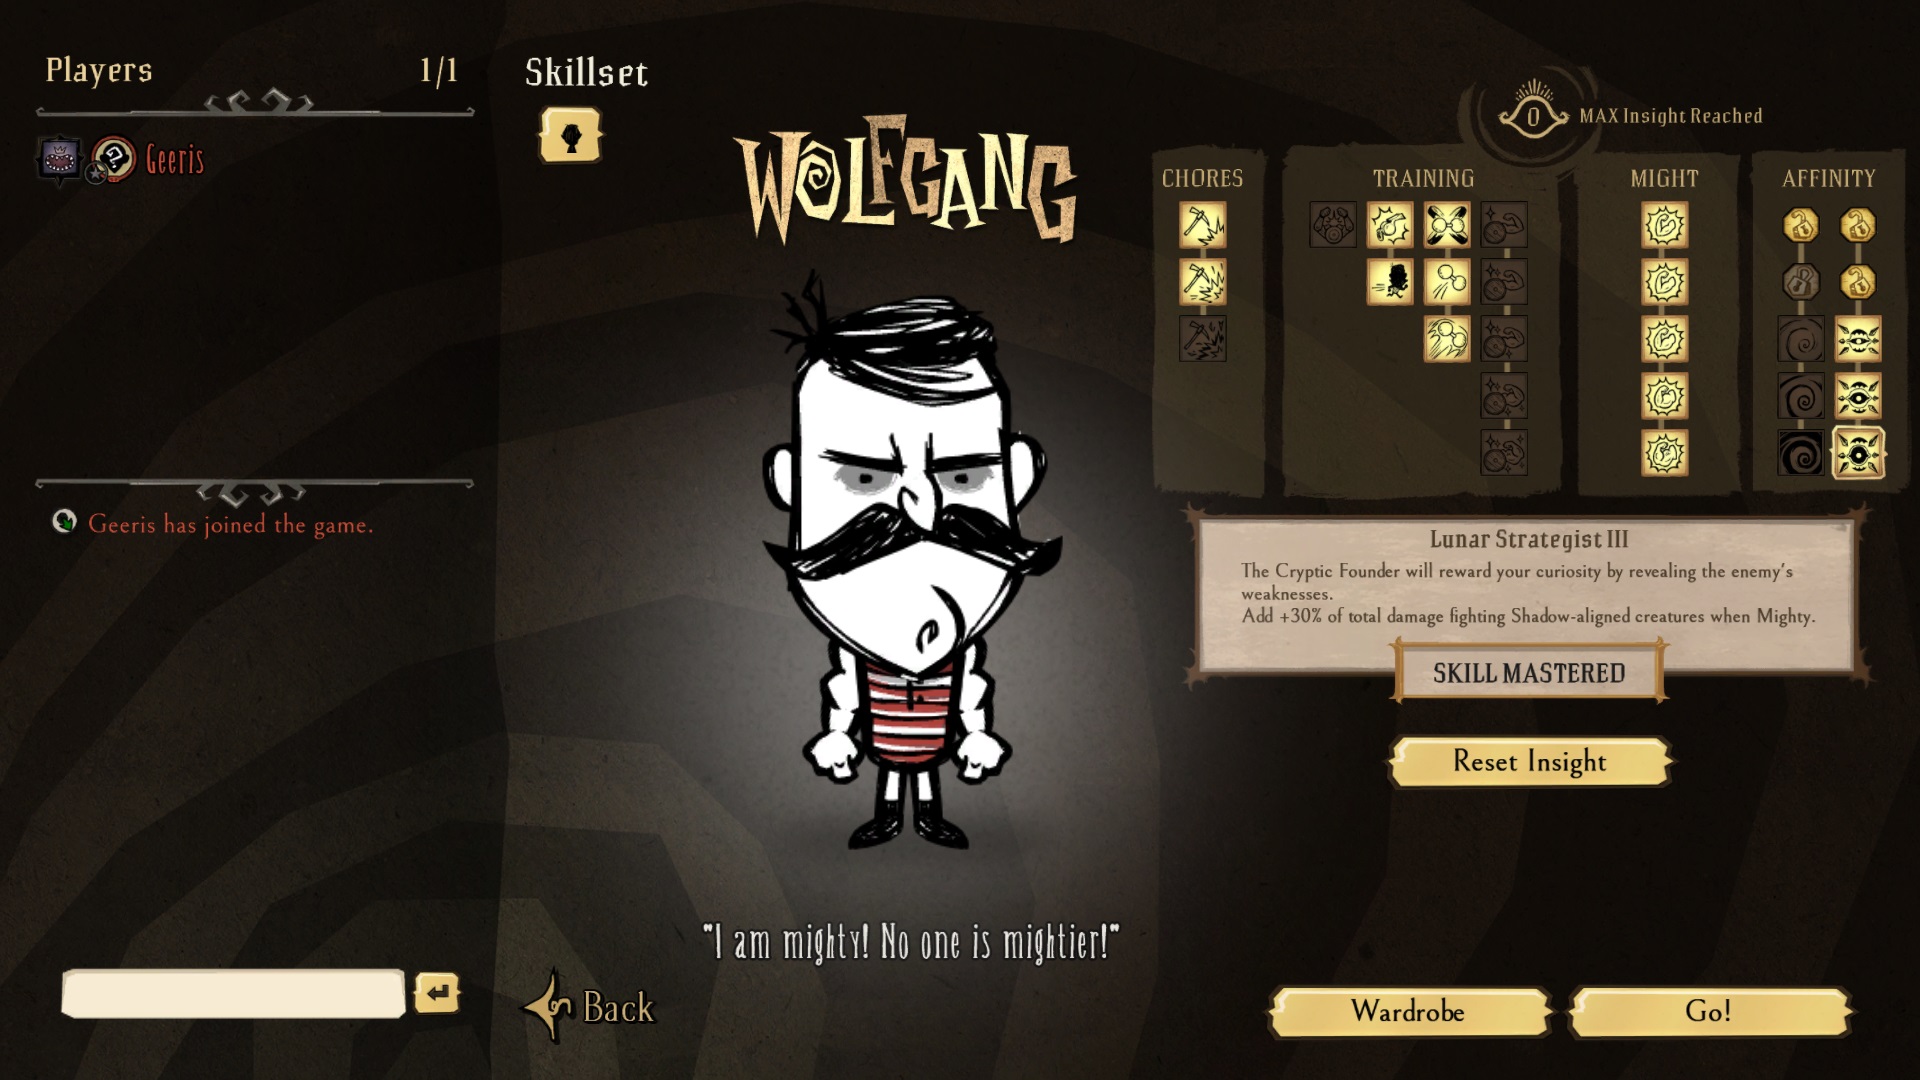 Players
1/1
Geeris
Geeris has joined the game.
Skillset
WOLFGANG
"I am mighty! No one is mightier!"
Back
0
MAX Insight Reached
CHORES
TRAINING
MIGHT
AFFINITY
Lunar Strategist III
The Cryptic Founder will reward your curiosity by revealing the enemy's
weaknesses.
Add +30% of total damage fighting Shadow-aligned creatures when Mighty.
SKILL MASTERED
Reset Insight
Wardrobe
Go!